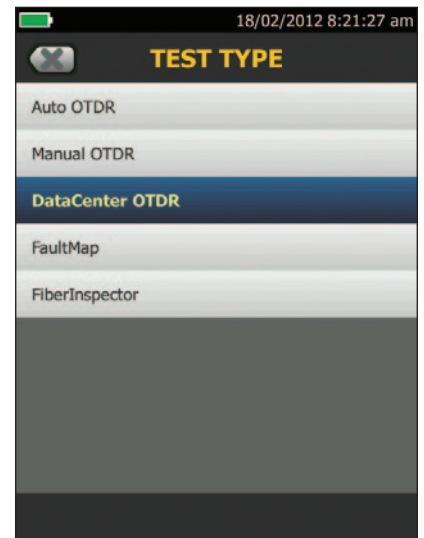 18/02/2012 8:21:27 am
TEST TYPE
Auto OTDR
Manual OTDR
DataCenter OTDR
FaultMap
FiberInspector